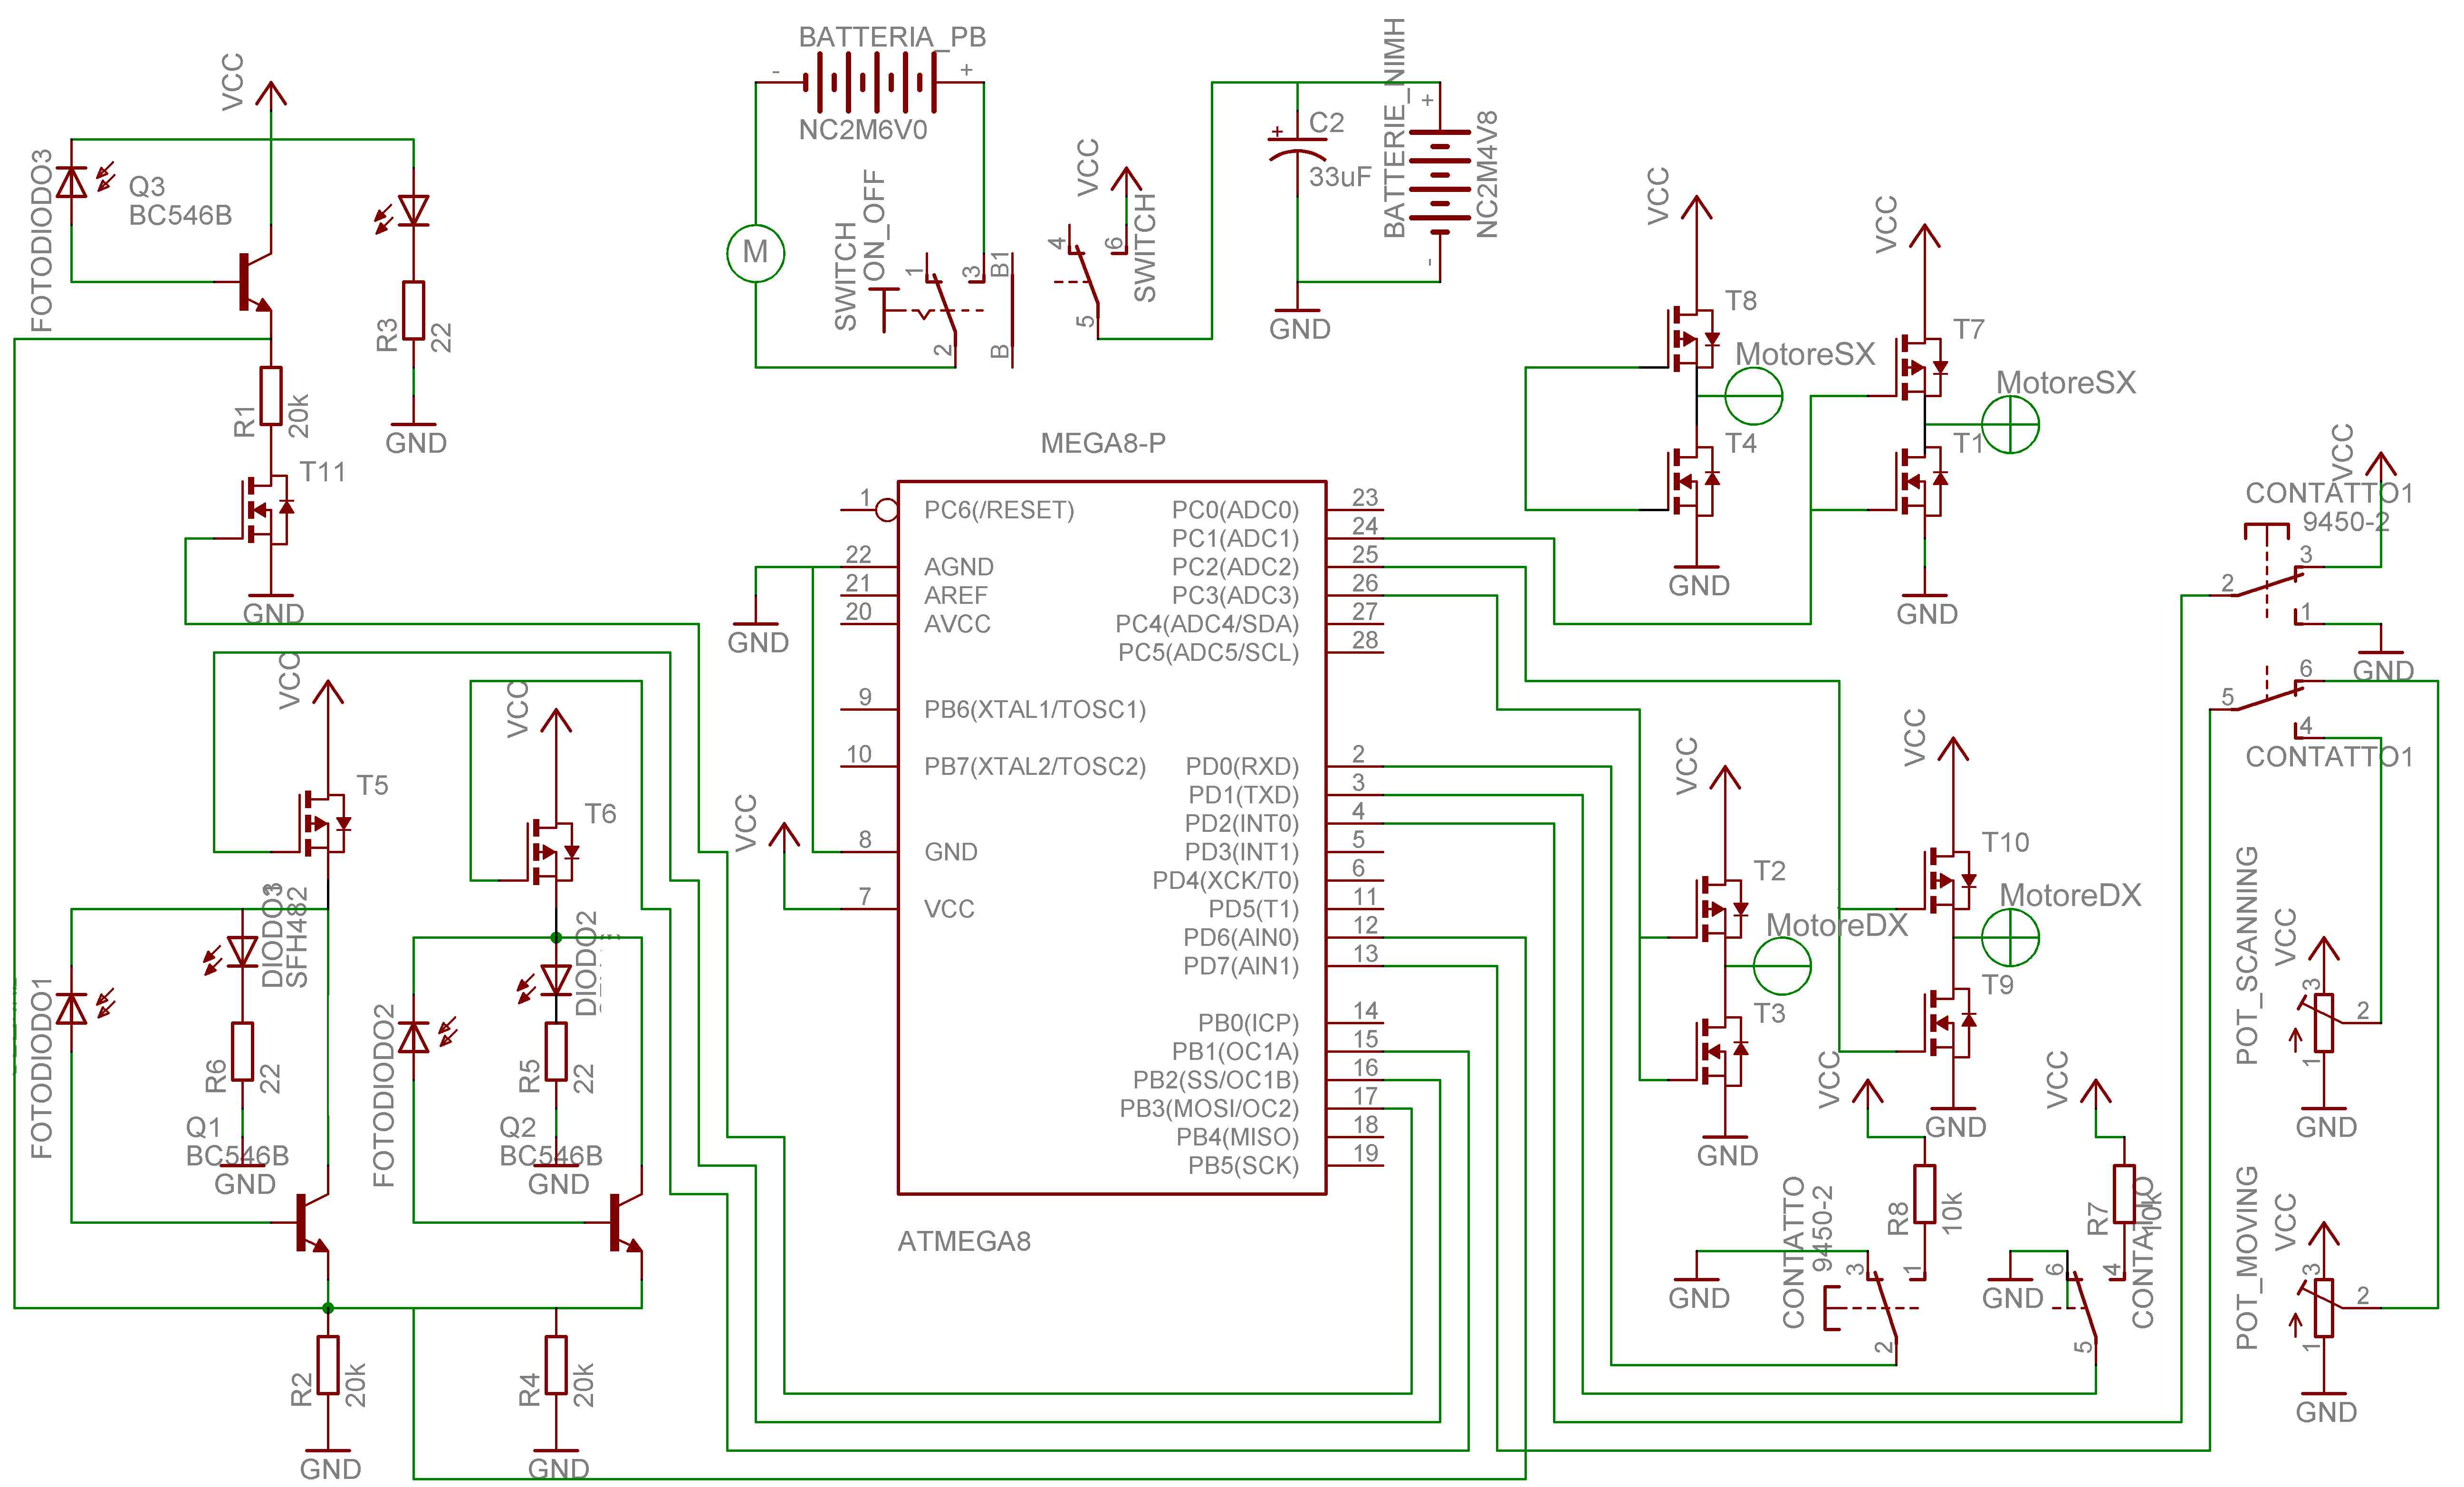 VCC
FOTODIODO3
Q3
BC546B
R3
22
R1
20k
GND
T11
GND
BATTERIA_PB
-
+
NC2M6V0
M
SWITCH
ON_OFF
1
3
2
B1
B
VCC
4
6
5
SWITCH
C2
+
33uF
GND
BATTERIE_NIMH
+
-
NC2M4V8
VCC
T8
MotoreSX
T4
GND
VCC
T7
MotoreSX
T1
GND
VCC
CONTATTO1
9450-2
3
2
1
GND
6
5
4
CONTATTO1
MEGA8-P
1
PC6(/RESET)
22
AGND
21
AREF
20
AVCC
9
PB6(XTAL1/TOSC1)
10
PB7(XTAL2/TOSC2)
8
GND
7
VCC
PC0(ADC0)
23
PC1(ADC1)
24
PC2(ADC2)
25
PC3(ADC3)
26
PC4(ADC4/SDA)
27
PC5(ADC5/SCL)
28
PD0(RXD)
2
PD1(TXD)
3
PD2(INT0)
4
PD3(INT1)
5
PD4(XCK/T0)
6
PD5(T1)
11
PD6(AIN0)
12
PD7(AIN1)
13
PB0(ICP)
14
PB1(OC1A)
15
PB2(SS/OC1B)
16
PB3(MOSI/OC2)
17
PB4(MISO)
18
PB5(SCK)
19
ATMEGA8
GND
VCC
VCC
T5
DIODO3
SFH482
FOTODIODO1
R6
22
Q1
BC546B
GND
R2
20k
GND
VCC
T6
DIODO2
FOTODIODO2
R5
22
Q2
BC546B
GND
R4
20k
GND
VCC
T2
MotoreDX
T3
GND
VCC
T10
MotoreDX
T9
GND
VCC
R8
10k
CONTATTO
9450-2
3
1
2
GND
VCC
R7
10k
CONTATTO
6
4
5
GND
POT_SCANNING
VCC
3
2
1
GND
POT_MOVING
VCC
3
2
1
GND